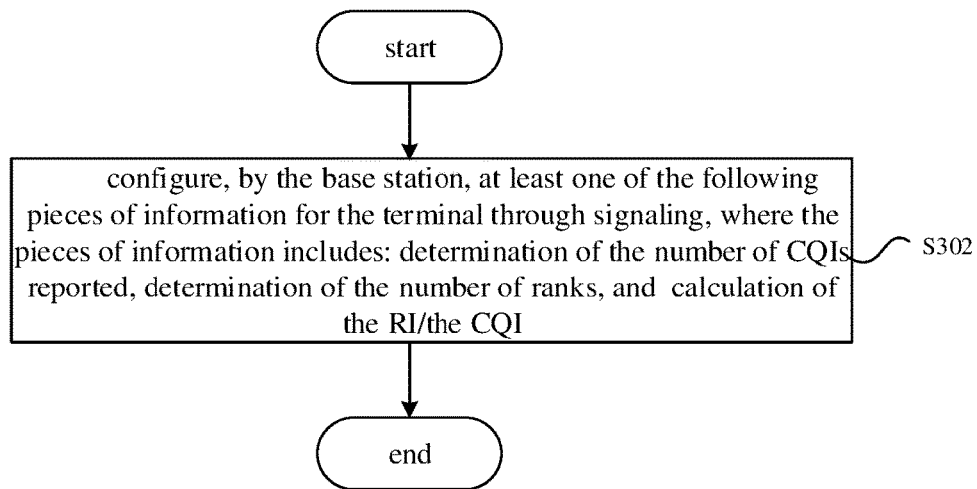 start
configure, by the base station, at least one of the following
pieces of information for the terminal through signaling, where the
pieces of information includes: determination of the number of CQIs
S302
reported, determination of the number of ranks, and calculation of
the RI/the CQI
end